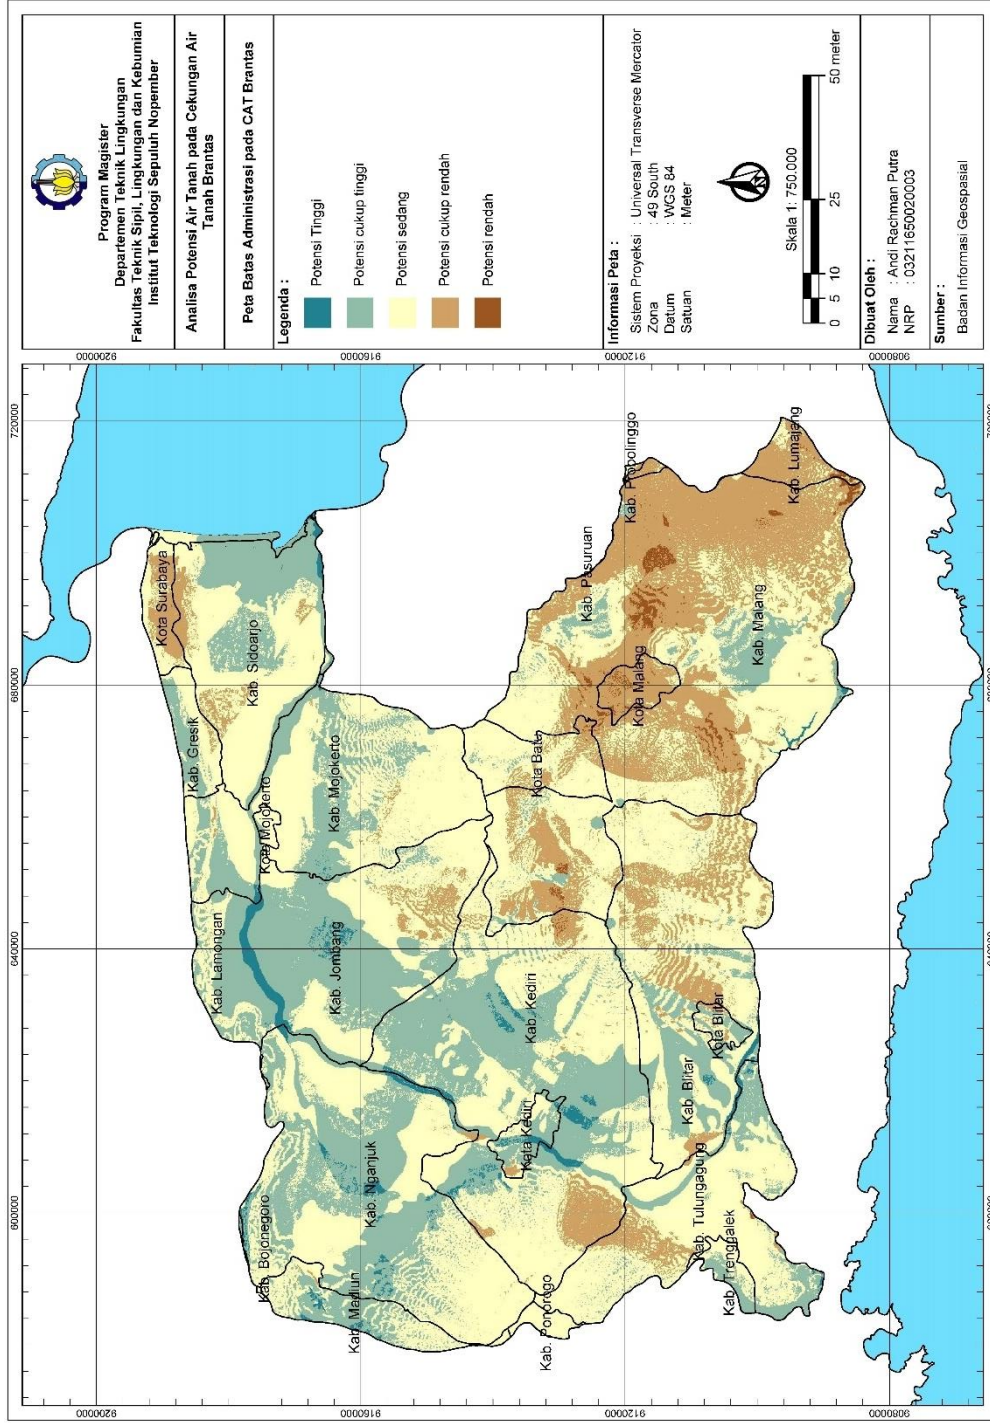 Program Magister
Departemen Teknik Lingkungan
Fakultas Teknik Sipil, Lingkungan dan Kebumian
Institut Teknologi Sepuluh Nopember
Analisa Potensi Air Tanah pada Cekungan Air
Tanah Brantas
Peta Batas Administrasi pada CAT Brantas
Legenda :
Potensi Tinggi
Potensi cukup tinggi
Potensi sedang
Potensi cukup rendah
Potensi rendah
Informasi Peta :
Sistem Proyeksi : Universal Transverse Mercator
Zona : 49 South
Datum : WGS 84
Satuan : Meter
Skala 1: 750.000
0 5 10 25 50 meter
Dibuat Oleh :
Nama : Andi Rachman Putra
NRP : 03211650020003
Sumber :
Badan Informasi Geospasial
600000 640000 680000 720000
9200000
9160000
9120000
9080000
9200000
9160000
9120000
9080000
Kab. Bojonegoro
Kab. Lamongan
Kab. Gresik
Kota Surabaya
Kab. Sidoarjo
Kota Mojokerto
Kab. Mojokerto
Kab. Jombang
Kab. Nganjuk
Kab. Madiun
Kab. Ponorogo
Kota Kediri
Kab. Kediri
Kota Batu
Kab. Pasuruan
Kab. Probolinggo
Kota Malang
Kab. Malang
Kab. Lumajang
Kota Blitar
Kab. Blitar
Kab. Tulungagung
Kab. Trenggalek